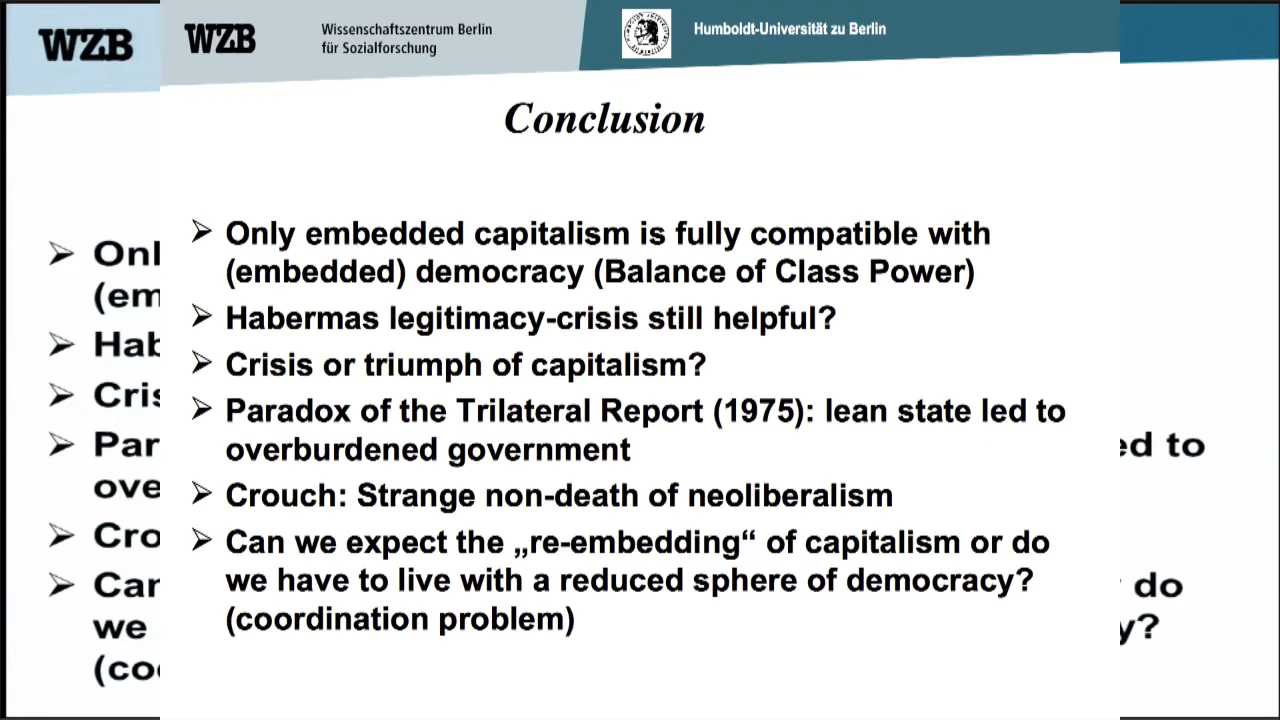 WZB
WZB
Wissenschaftszentrum Berlin
für Sozialforschung
Humboldt-Universität zu Berlin
Conclusion
➢ Only embedded capitalism is fully compatible with
(embedded) democracy (Balance of Class Power)
➢ Habermas legitimacy-crisis still helpful?
➢ Crisis or triumph of capitalism?
➢ Paradox of the Trilateral Report (1975): lean state led to
overburdened government
➢ Crouch: Strange non-death of neoliberalism
➢ Can we expect the „re-embedding“ of capitalism or do
we have to live with a reduced sphere of democracy?
(coordination problem)